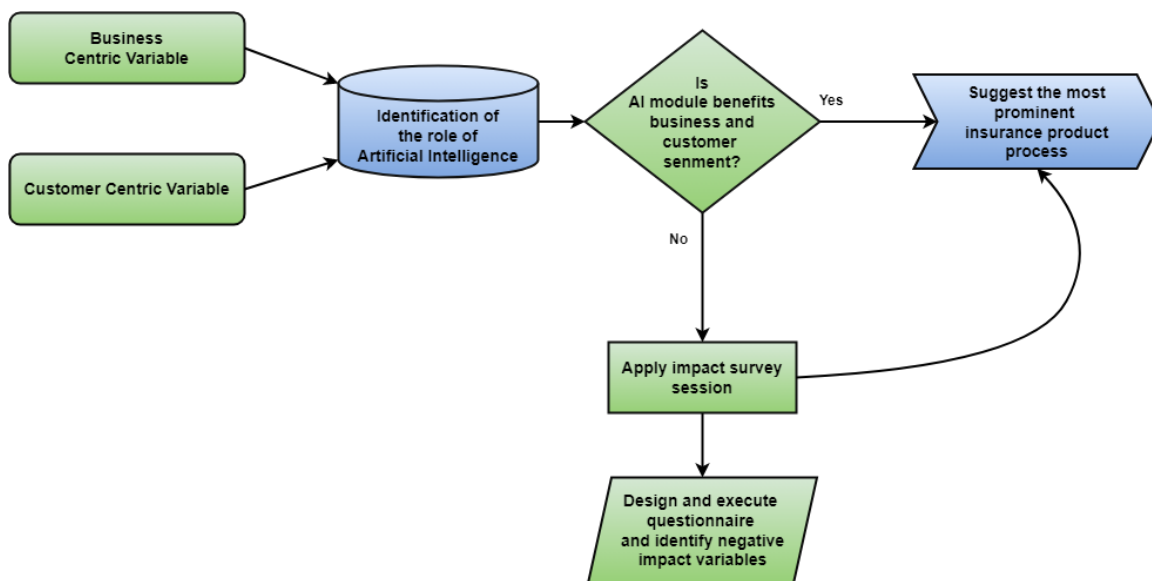 Business
Centric Variable
Customer Centric Variable
Identification of
the role of
Artificial Intelligence
Is
AI module benefits
business and
customer
senment?
Yes
No
Suggest the most
prominent
insurance product
process
Apply impact survey
session
Design and execute
questionnaire
and identify negative
impact variables